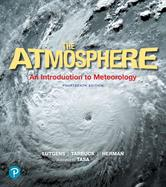 THE
ATMOSPHERE
An Introduction to Meteorology
FOURTEENTH EDITION
LUTGENS TARBUCK HERMAN
TASA
P